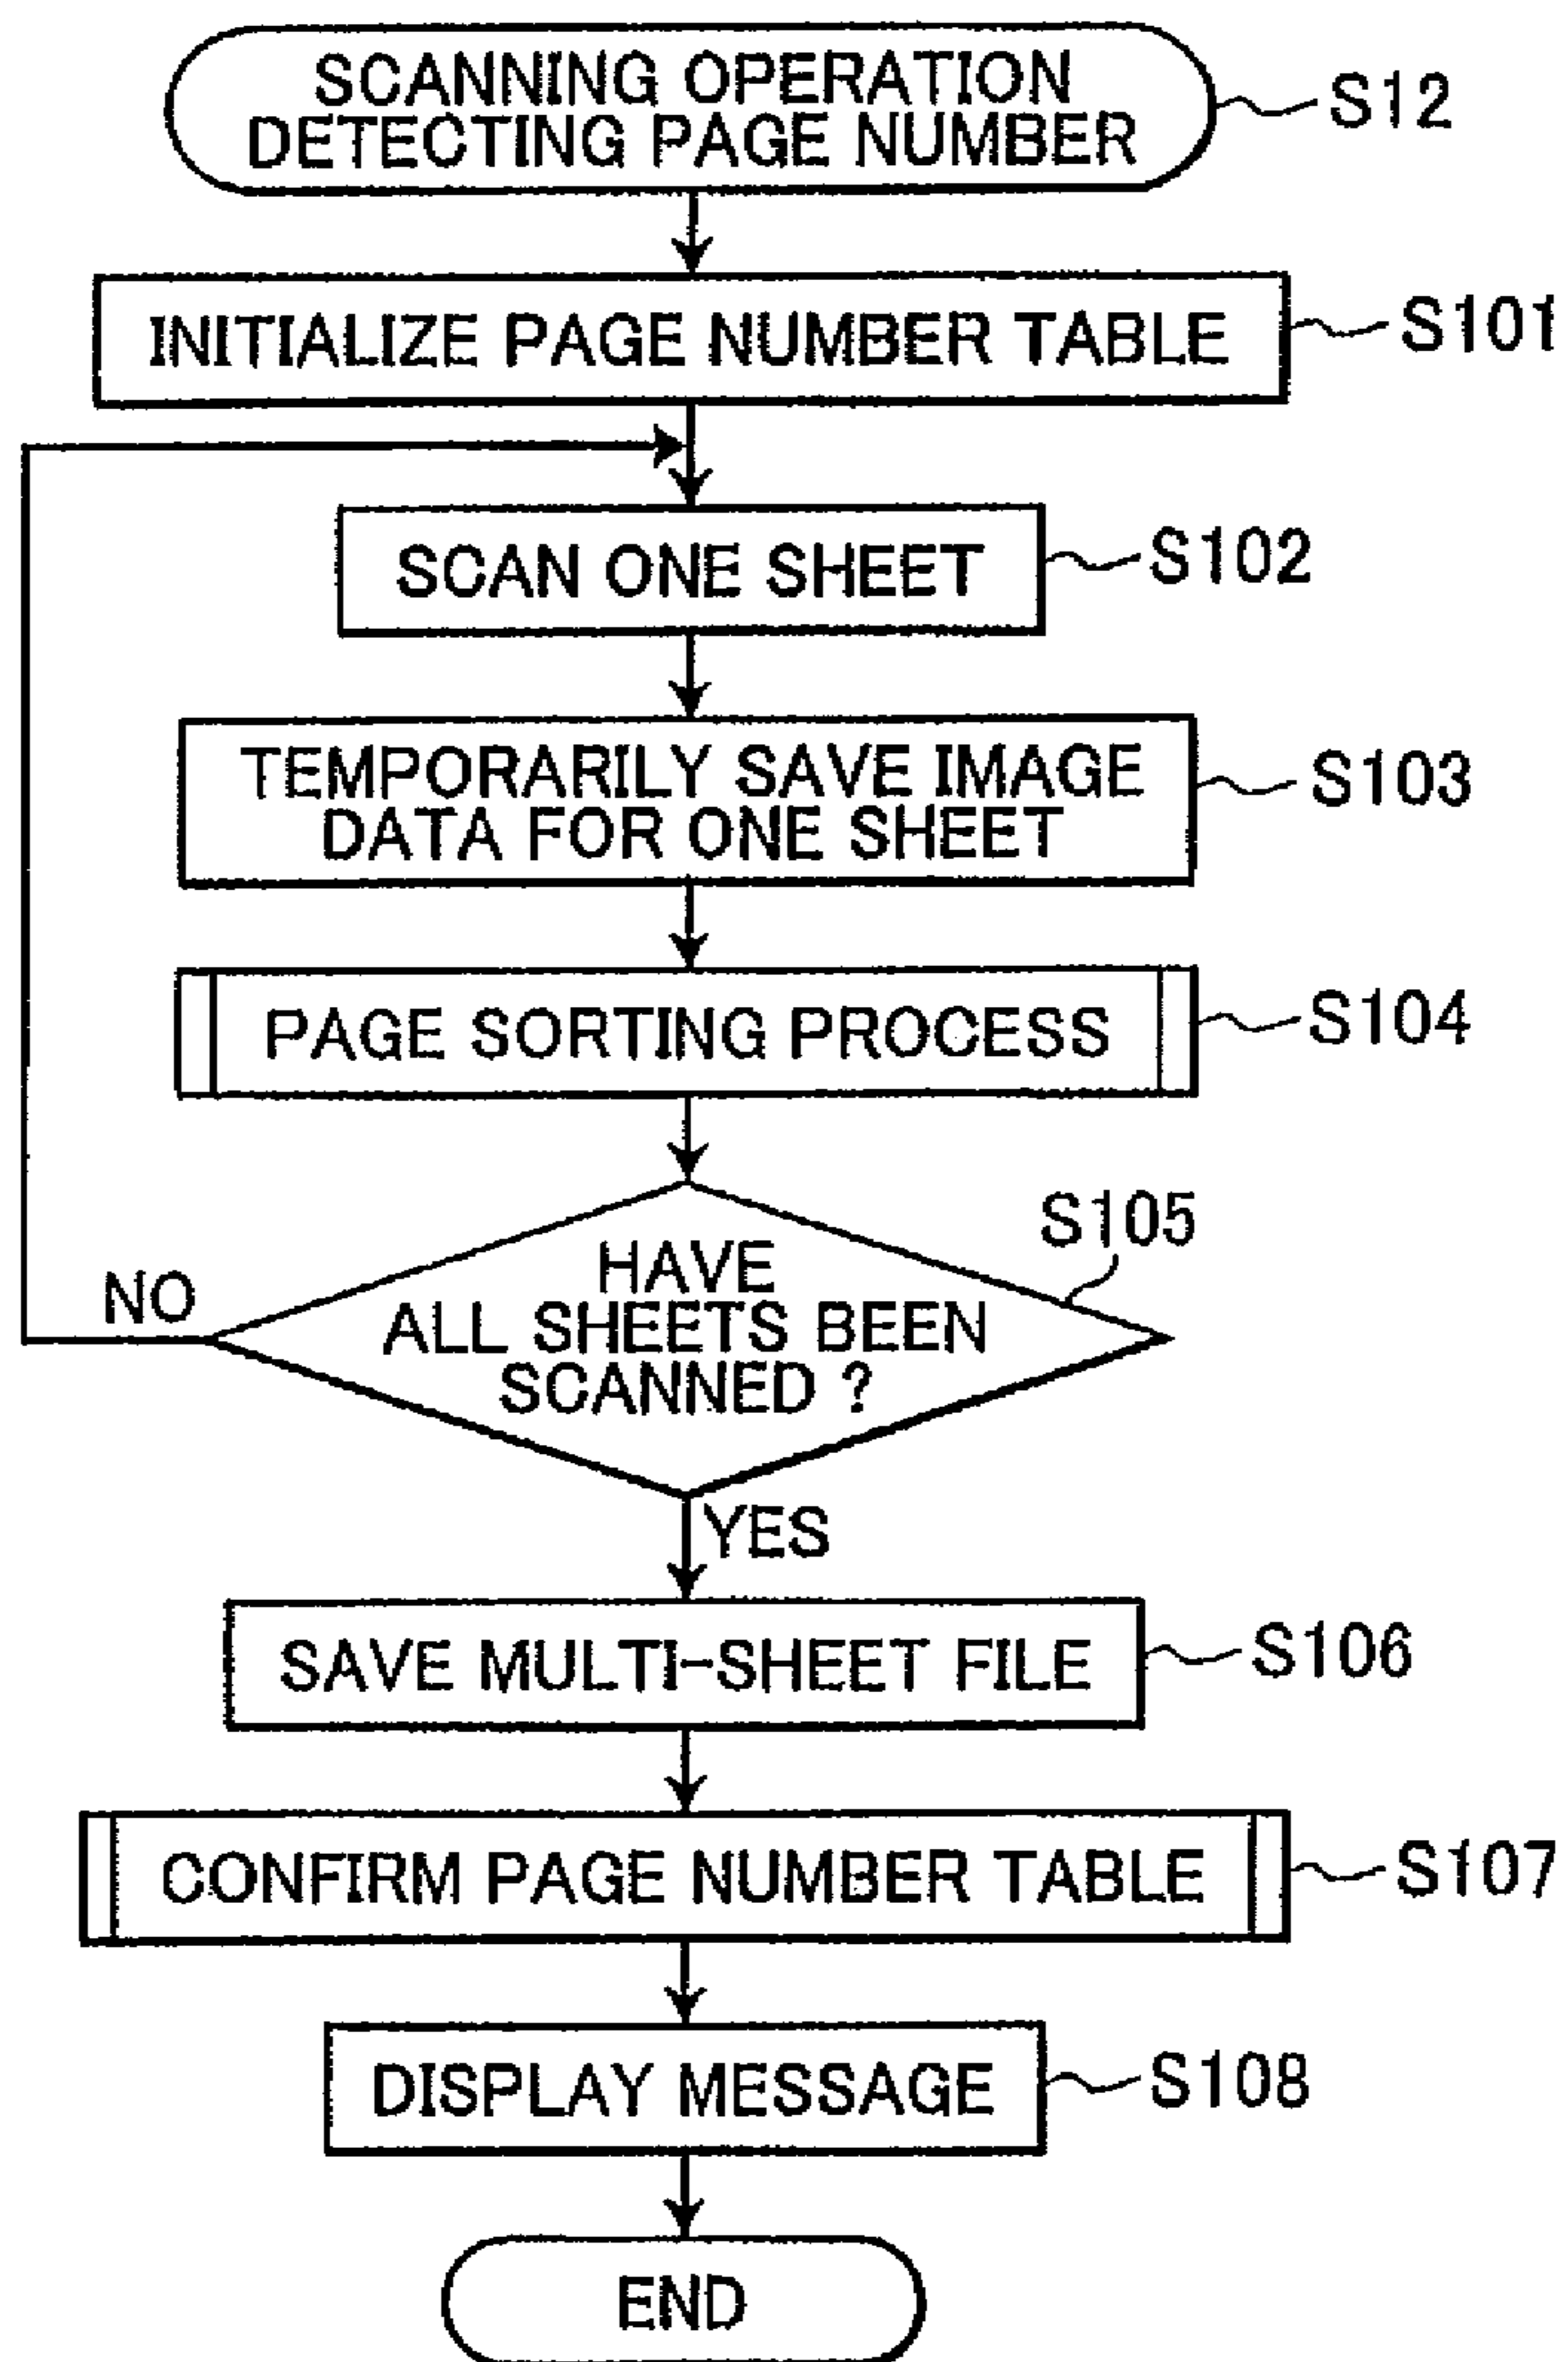 SCANNING OPERATION
DETECTING PAGE NUMBER
S12
INITIALIZE PAGE NUMBER TABLE
S101
SCAN ONE SHEET
S102
TEMPORARILY SAVE IMAGE
DATA FOR ONE SHEET
S103
PAGE SORTING PROCESS
S104
S105
HAVE
ALL SHEETS BEEN
SCANNED ?
NO
YES
SAVE MULTI-SHEET FILE
S106
CONFIRM PAGE NUMBER TABLE
S107
DISPLAY MESSAGE
S108
END